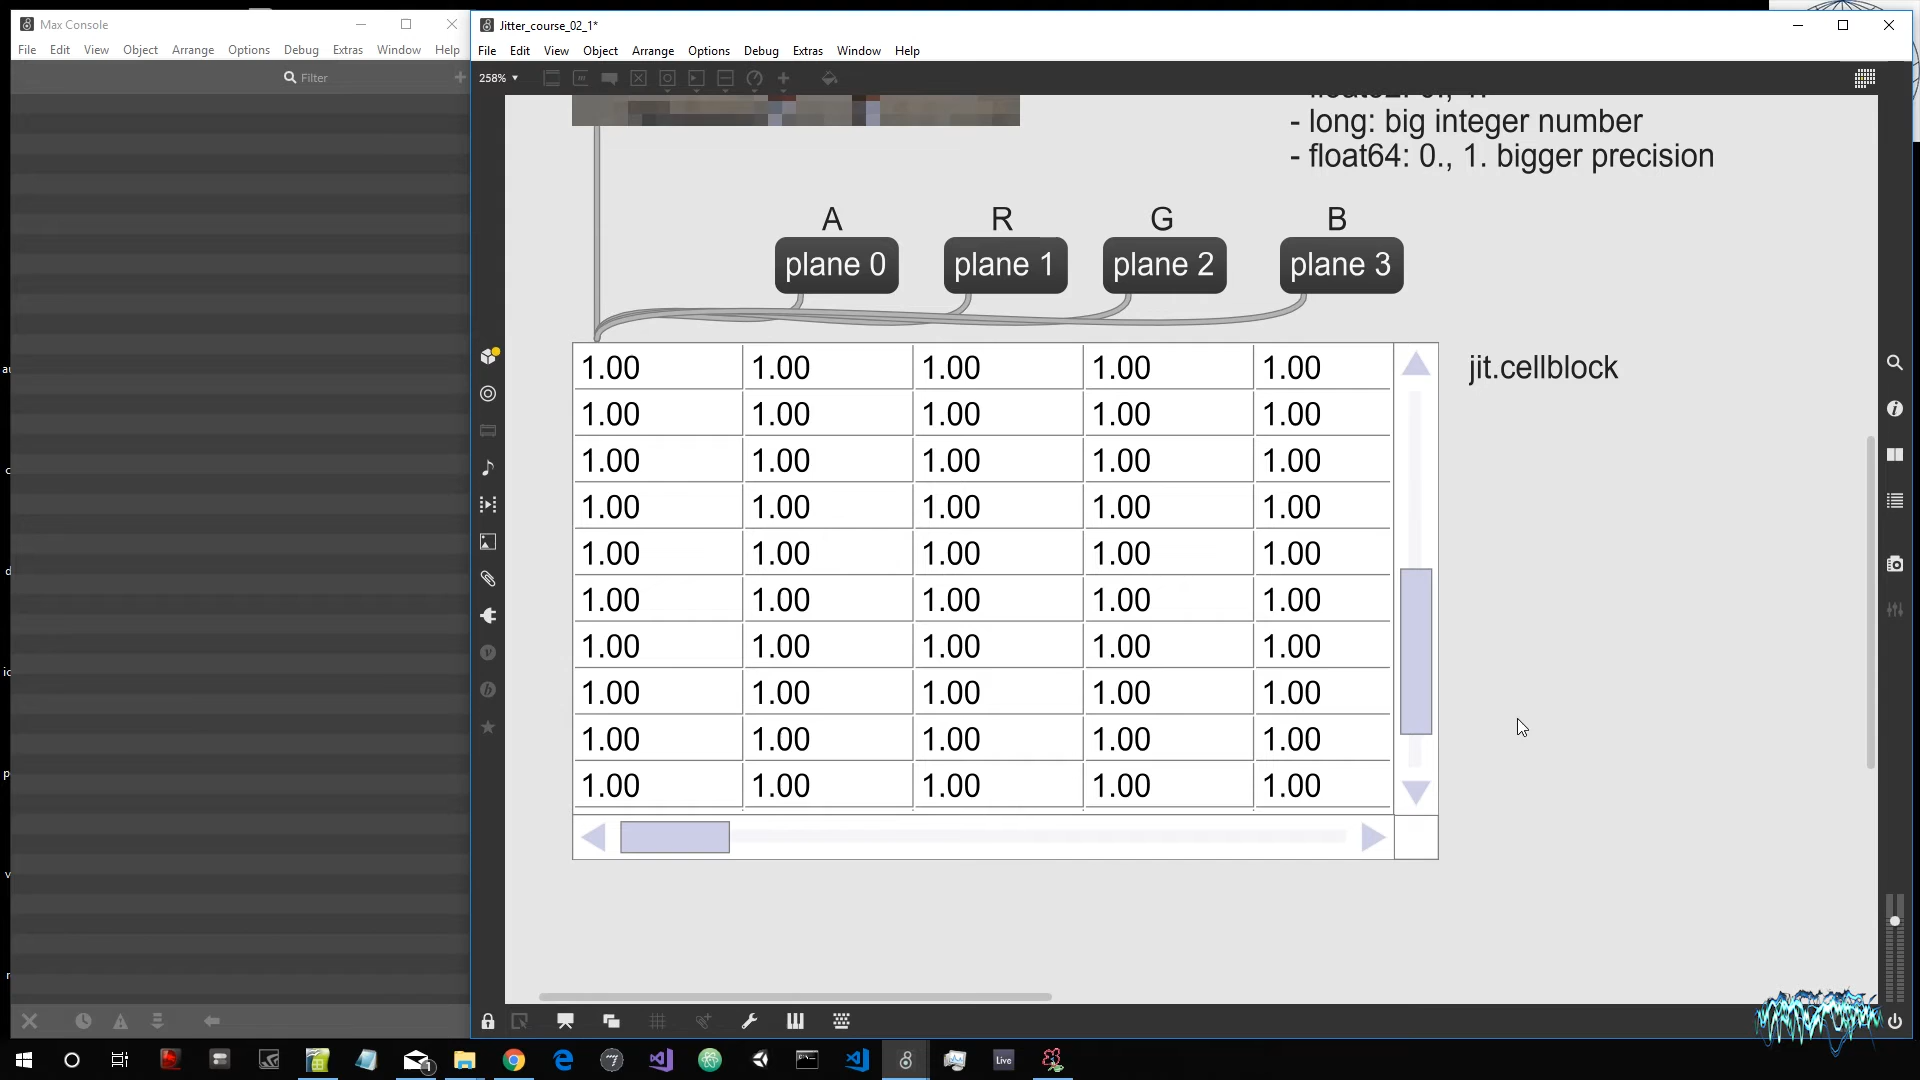 Max Console
File Edit View Object Arrange Options Debug Extras Window Help
Filter
Jitter_course_02_1*
File Edit View Object Arrange Options Debug Extras Window Help
258%
- long: big integer number
- float64: 0., 1. bigger precision
A R G B
plane 0 plane 1 plane 2 plane 3
jit.cellblock
1.00 1.00 1.00 1.00 1.00
1.00 1.00 1.00 1.00 1.00
1.00 1.00 1.00 1.00 1.00
1.00 1.00 1.00 1.00 1.00
1.00 1.00 1.00 1.00 1.00
1.00 1.00 1.00 1.00 1.00
1.00 1.00 1.00 1.00 1.00
1.00 1.00 1.00 1.00 1.00
1.00 1.00 1.00 1.00 1.00
1.00 1.00 1.00 1.00 1.00
Live